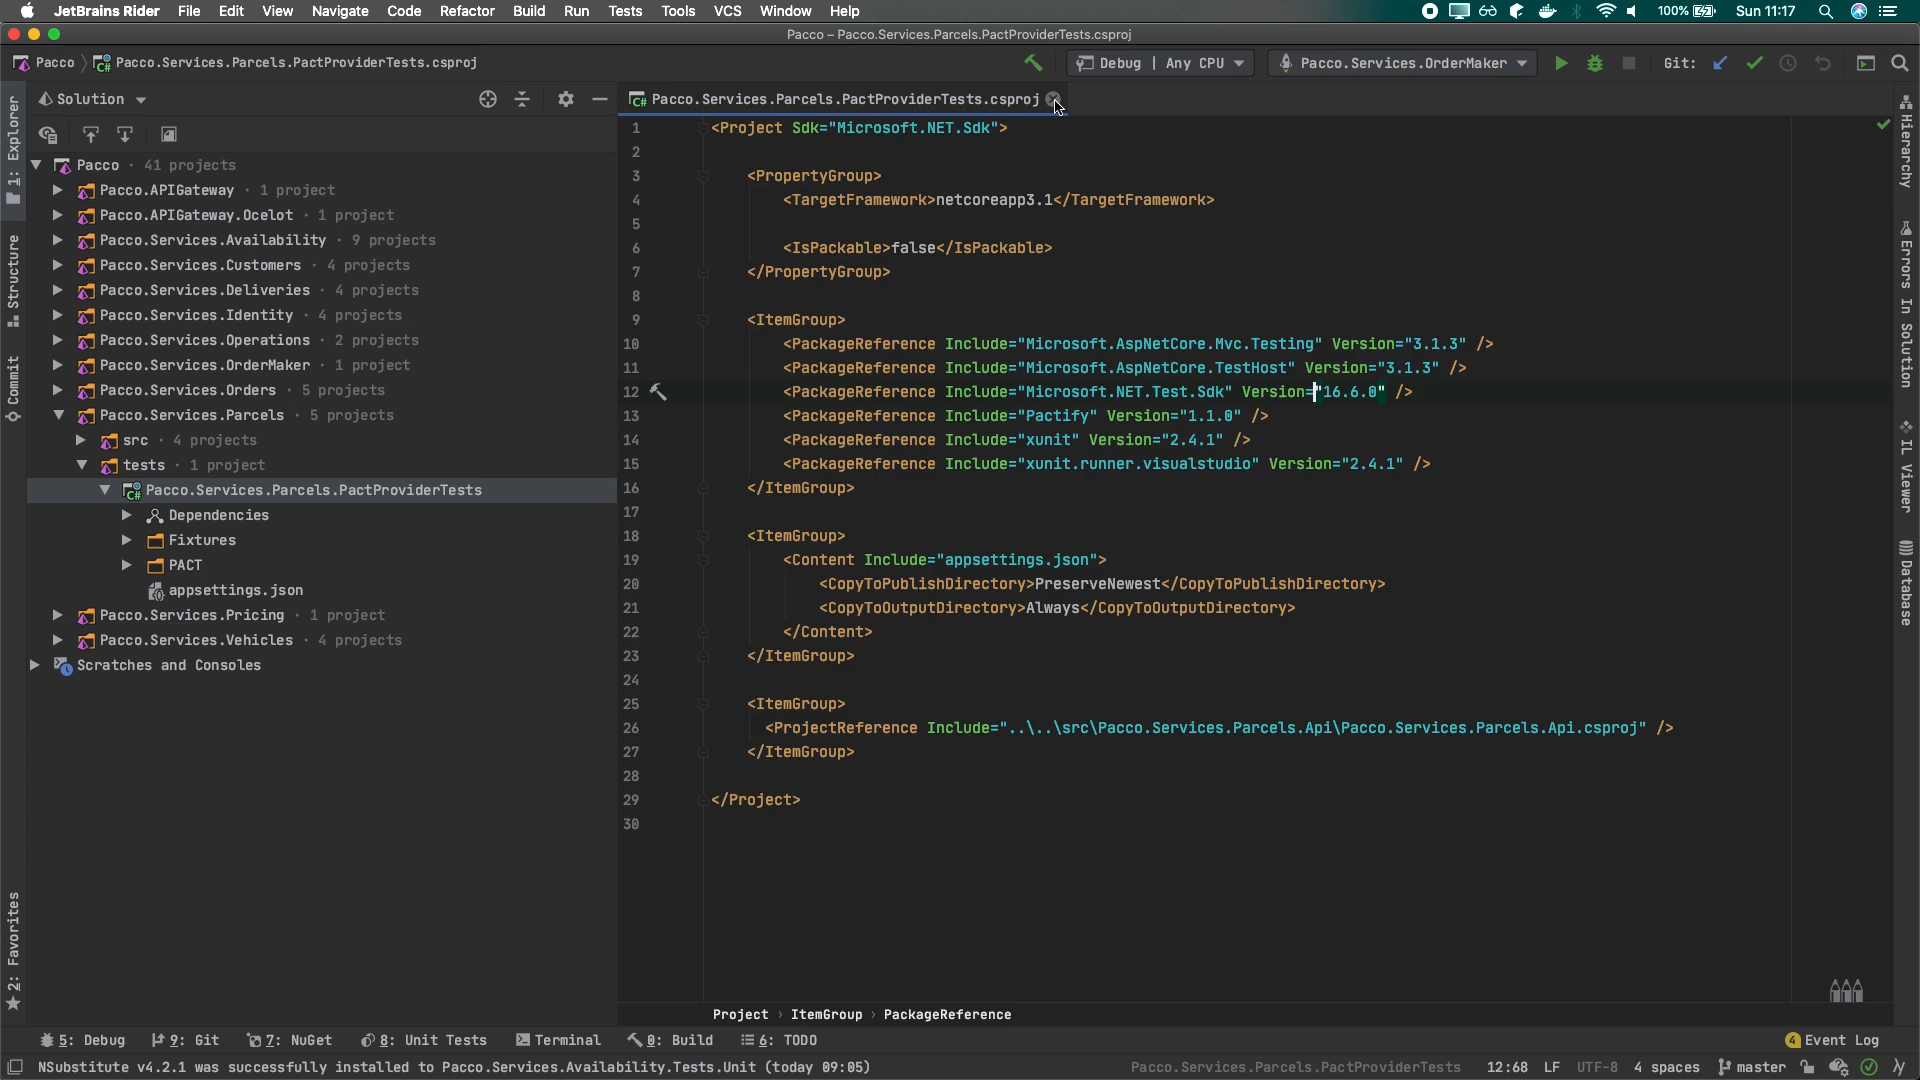 JetBrains Rider File Edit View Navigate Code Refactor Build Run Tests Tools VCS Window Help 100% Sun 11:17
Pacco – Pacco.Services.Parcels.PactProviderTests.csproj
Pacco Pacco.Services.Parcels.PactProviderTests.csproj Debug | Any CPU Pacco.Services.OrderMaker Git:
Solution
Pacco.Services.Parcels.PactProviderTests.csproj
1: Explorer
Structure
Commit
2: Favorites
Pacco · 41 projects
Pacco.APIGateway · 1 project
Pacco.APIGateway.Ocelot · 1 project
Pacco.Services.Availability · 9 projects
Pacco.Services.Customers · 4 projects
Pacco.Services.Deliveries · 4 projects
Pacco.Services.Identity · 4 projects
Pacco.Services.Operations · 2 projects
Pacco.Services.OrderMaker · 1 project
Pacco.Services.Orders · 5 projects
Pacco.Services.Parcels · 5 projects
src · 4 projects
tests · 1 project
Pacco.Services.Parcels.PactProviderTests
Dependencies
Fixtures
PACT
appsettings.json
Pacco.Services.Pricing · 1 project
Pacco.Services.Vehicles · 4 projects
Scratches and Consoles
1 <Project Sdk="Microsoft.NET.Sdk">
2
3 <PropertyGroup>
4 <TargetFramework>netcoreapp3.1</TargetFramework>
5
6 <IsPackable>false</IsPackable>
7 </PropertyGroup>
8
9 <ItemGroup>
10 <PackageReference Include="Microsoft.AspNetCore.Mvc.Testing" Version="3.1.3" />
11 <PackageReference Include="Microsoft.AspNetCore.TestHost" Version="3.1.3" />
12 <PackageReference Include="Microsoft.NET.Test.Sdk" Version="16.6.0" />
13 <PackageReference Include="Pactify" Version="1.1.0" />
14 <PackageReference Include="xunit" Version="2.4.1" />
15 <PackageReference Include="xunit.runner.visualstudio" Version="2.4.1" />
16 </ItemGroup>
17
18 <ItemGroup>
19 <Content Include="appsettings.json">
20 <CopyToPublishDirectory>PreserveNewest</CopyToPublishDirectory>
21 <CopyToOutputDirectory>Always</CopyToOutputDirectory>
22 </Content>
23 </ItemGroup>
24
25 <ItemGroup>
26 <ProjectReference Include="..\..\src\Pacco.Services.Parcels.Api\Pacco.Services.Parcels.Api.csproj" />
27 </ItemGroup>
28
29 </Project>
30
Hierarchy
Errors In Solution
IL Viewer
Database
Project › ItemGroup › PackageReference
5: Debug 9: Git 7: NuGet 8: Unit Tests Terminal 0: Build 6: TODO 4 Event Log
NSubstitute v4.2.1 was successfully installed to Pacco.Services.Availability.Tests.Unit (today 09:05) Pacco.Services.Parcels.PactProviderTests 12:68 LF UTF-8 4 spaces master